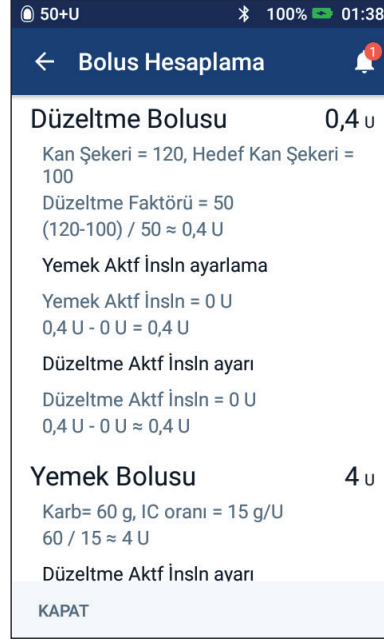 50+U 100% 01:38
Bolus Hesaplama 1
Düzeltme Bolusu 0,4 U
Kan Şekeri = 120, Hedef Kan Şekeri =
100
Düzeltme Faktörü = 50
(120-100) / 50 ≈ 0,4 U
Yemek Aktf İnsln ayarlama
Yemek Aktf İnsln = 0 U
0,4 U - 0 U = 0,4 U
Düzeltme Aktf İnsln ayarı
Düzeltme Aktf İnsln = 0 U
0,4 U - 0 U ≈ 0,4 U
Yemek Bolusu 4 U
Karb= 60 g, IC oranı = 15 g/U
60 / 15 ≈ 4 U
Düzeltme Aktf İnsln ayarı
KAPAT